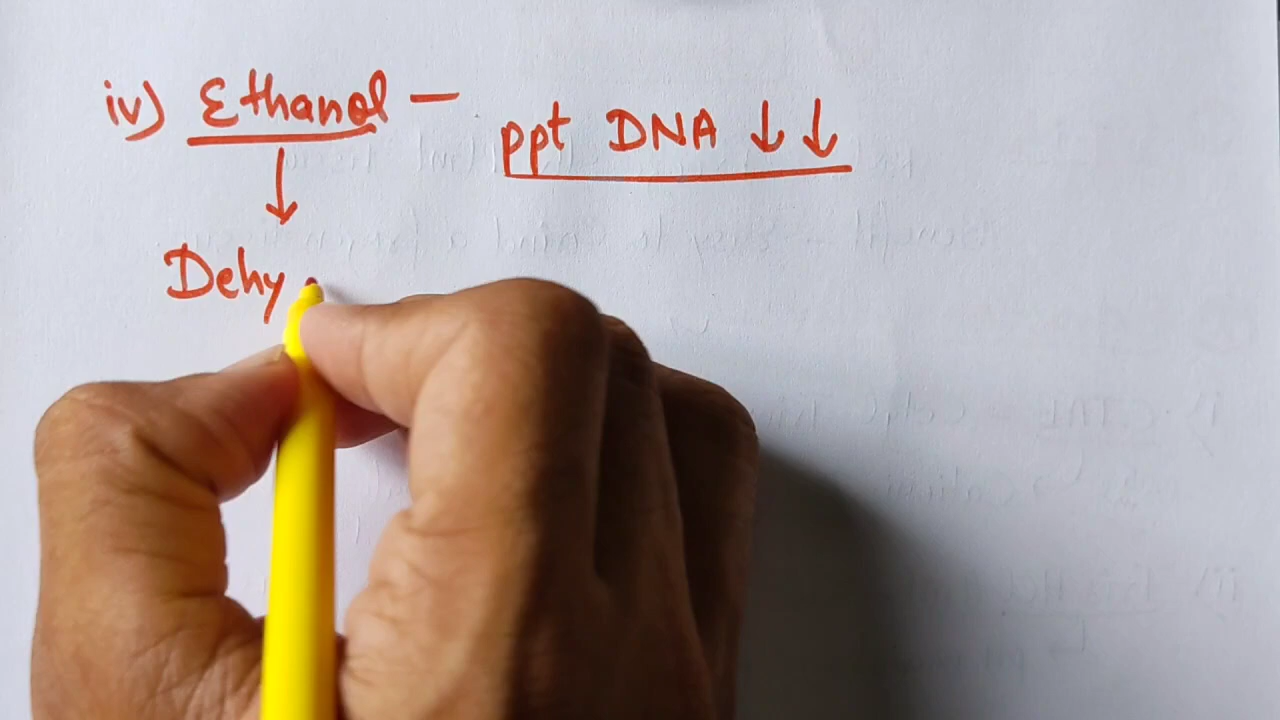 iv) Ethanol - ppt DNA ↓ ↓
↓
Dehy